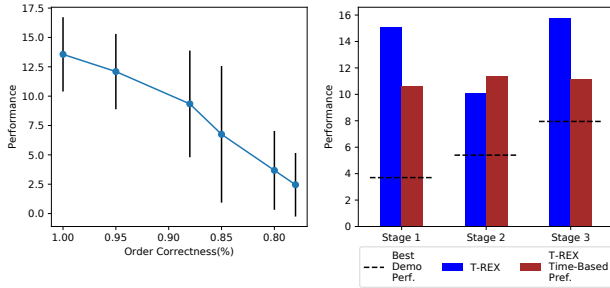 17.5
15.0
12.5
10.0
7.5
5.0
2.5
0.0
Performance
1.00
0.95
0.90
0.85
0.80
Order Correctness(%)
16
14
12
10
8
6
4
2
0
Performance
Stage 1
Stage 2
Stage 3
Best
Demo
Perf.
T-REX
T-REX
Time-Based
Pref.